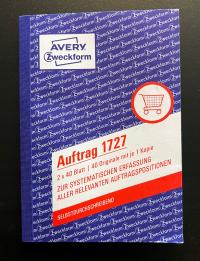 AVERY
Zweckform
Auftrag 1727
2 x 40 Blatt | 40 Originale mit je 1 Kopie
ZUR SYSTEMATISCHEN ERFASSUNG
ALLER RELEVANTEN AUFTRAGSPOSITIONEN
SELBSTDURCHSCHREIBEND